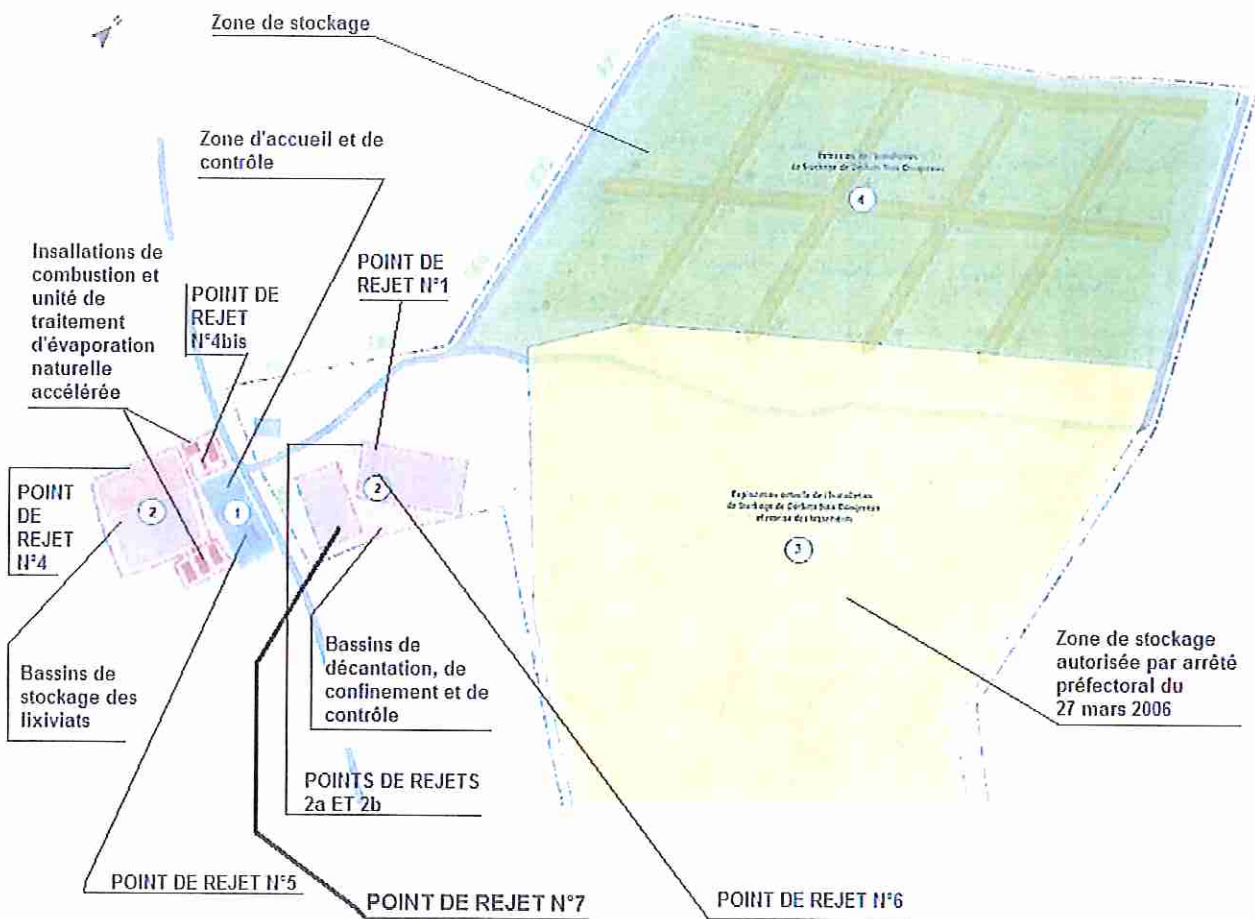 Zone de stockage
Zone d'accueil et de
contrôle
Insallations de
combustion et
unité de
traitement
d'évaporation
naturelle
accélérée
POINT DE
REJET
N°4bis
POINT DE
REJET N°1
4
POINT
DE
REJET
N°4
2
1
2
3
Bassins de
stockage des
lixiviats
Bassins de
décantation, de
confinement et de
contrôle
Zone de stockage
autorisée par arrêté
préfectoral du
27 mars 2006
POINTS DE REJETS
2a ET 2b
POINT DE REJET N°5
POINT DE REJET N°7
POINT DE REJET N°6